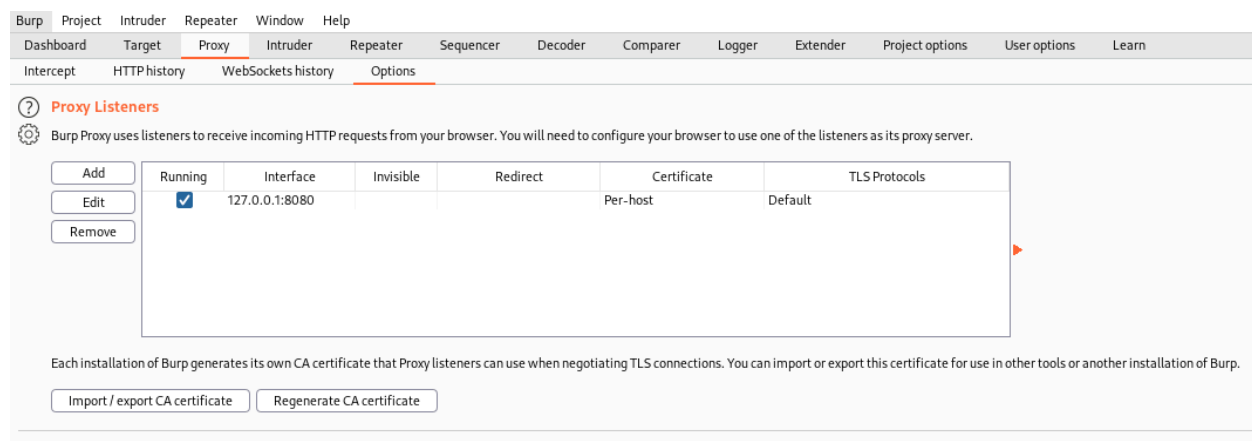 Burp Project Intruder Repeater Window Help
Dashboard Target Proxy Intruder Repeater Sequencer Decoder Comparer Logger Extender Project options User options Learn
Intercept HTTP history WebSockets history Options
? Proxy Listeners
Burp Proxy uses listeners to receive incoming HTTP requests from your browser. You will need to configure your browser to use one of the listeners as its proxy server.
Add
Edit
Remove
Running Interface Invisible Redirect Certificate TLS Protocols
127.0.0.1:8080 Per-host Default
Each installation of Burp generates its own CA certificate that Proxy listeners can use when negotiating TLS connections. You can import or export this certificate for use in other tools or another installation of Burp.
Import / export CA certificate Regenerate CA certificate